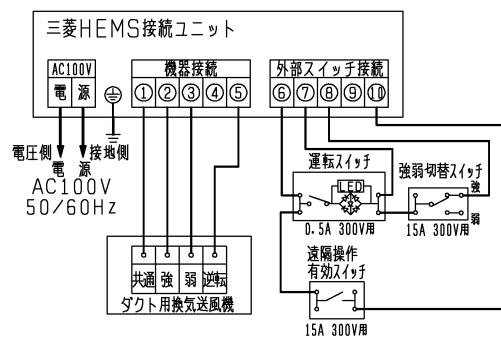 三菱HEMS接続ユニット
AC100V
電 源
機器接続
① ② ③ ④ ⑤
外部スイッチ接続
⑥ ⑦ ⑧ ⑨ ⑩
電圧側 接地側
電 源
AC100V
50/60Hz
運転スイッチ
LED
0.5A 300V用
強弱切替スイッチ
強
弱
15A 300V用
共通 強 弱 逆転
ダクト用換気送風機
遠隔操作
有効スイッチ
15A 300V用